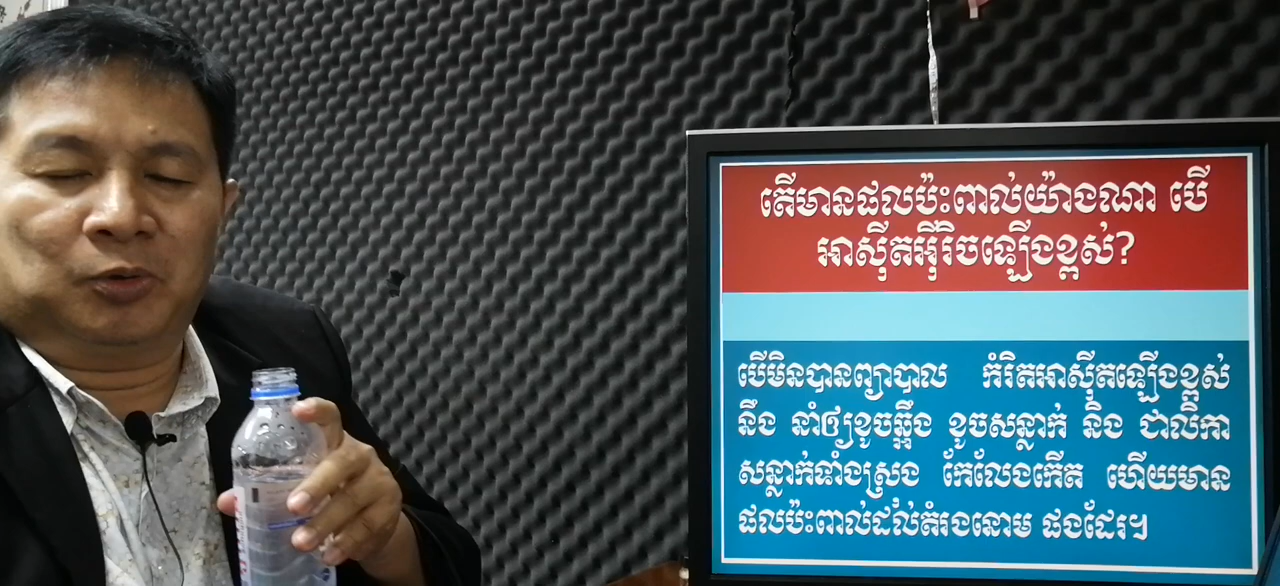 តើមានផលប៉ះពាល់យ៉ាងណា បើ
អាស៊ីតអ៊ុីរិចឡើងខ្ពស់?
បើមិនបានព្យាបាល កំរិតអាស៊ីតឡើងខ្ពស់
នឹង នាំឲ្យខូចឆ្អឹង ខូចសន្លាក់ និង ជាលិកា
សន្លាក់ទាំងស្រុង កែលែងកើត ហើយមាន
ផលប៉ះពាល់ដល់តំរងនោម ផងដែរ។